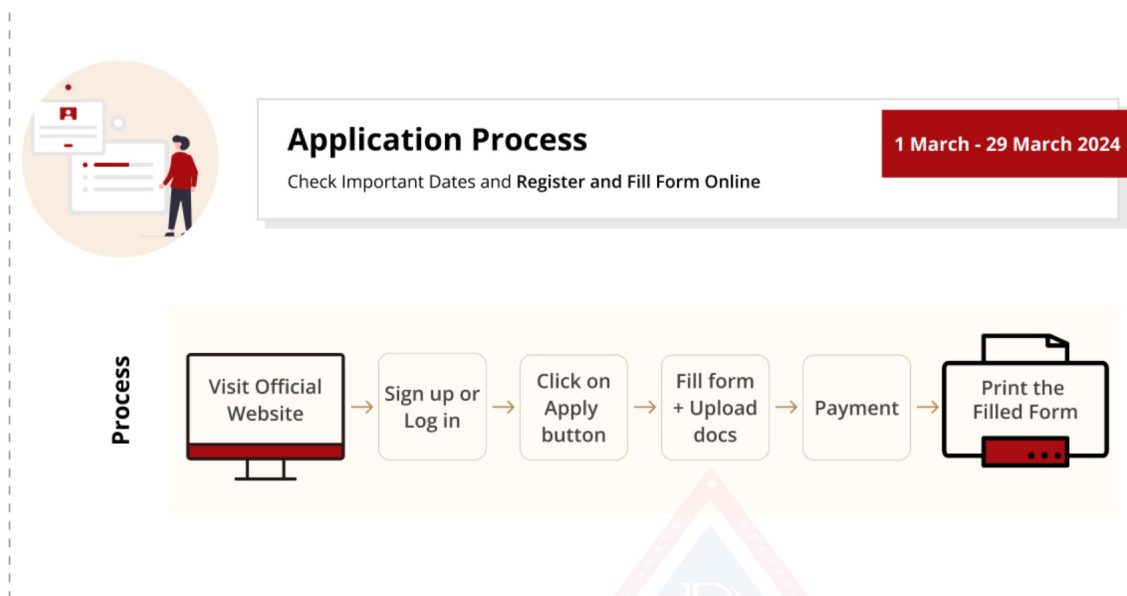 Application Process
1 March - 29 March 2024
Check Important Dates and Register and Fill Form Online
Process
Visit Official
Website
Sign up or
Log in
Click on
Apply
button
Fill form
+ Upload
docs
Payment
Print the
Filled Form